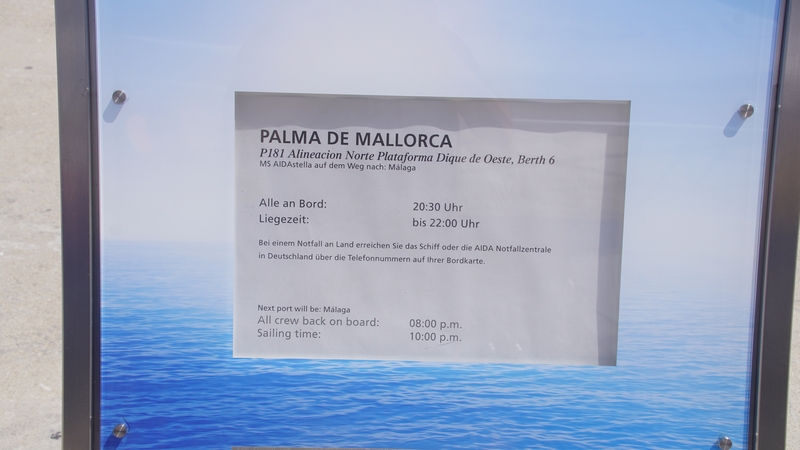 PALMA DE MALLORCA
P181 Alineacion Norte Plataforma Dique de Oeste, Berth 6
MS AIDAstella auf dem Weg nach: Málaga
Alle an Bord: 20:30 Uhr
Liegezeit: bis 22:00 Uhr
Bei einem Notfall an Land erreichen Sie das Schiff oder die AIDA Notfallzentrale
in Deutschland über die Telefonnummern auf Ihrer Bordkarte.
Next port will be: Málaga
All crew back on board: 08:00 p.m.
Sailing time: 10:00 p.m.